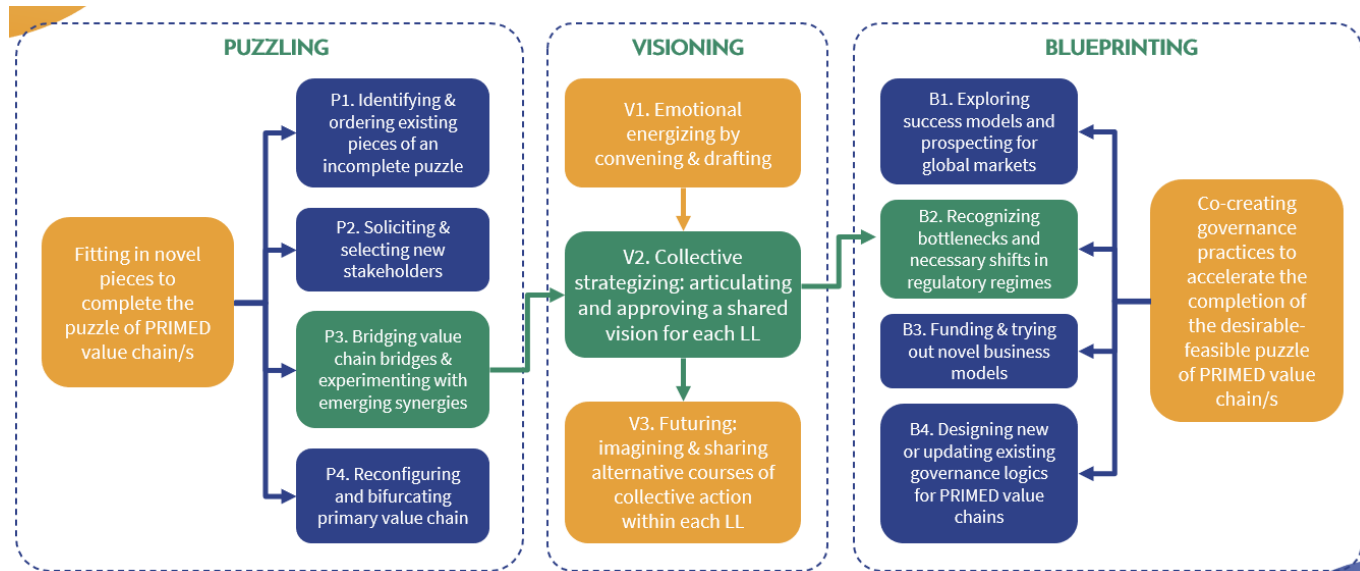 PUZZLING
Fitting in novel
pieces to
complete the
puzzle of PRIMED
value chain/s
P1. Identifying &
ordering existing
pieces of an
incomplete puzzle
P2. Soliciting &
selecting new
stakeholders
P3. Bridging value
chain bridges &
experimenting with
emerging synergies
P4. Reconfiguring
and bifurcating
primary value chain
VISIONING
V1. Emotional
energizing by
convening & drafting
V2. Collective
strategizing: articulating
and approving a shared
vision for each LL
V3. Futuring:
imagining & sharing
alternative courses of
collective action
within each LL
BLUEPRINTING
B1. Exploring
success models and
prospecting for
global markets
B2. Recognizing
bottlenecks and
necessary shifts in
regulatory regimes
B3. Funding & trying
out novel business
models
B4. Designing new
or updating existing
governance logics
for PRIMED value
chains
Co-creating
governance
practices to
accelerate the
completion of
the desirable-
feasible puzzle
of PRIMED value
chain/s